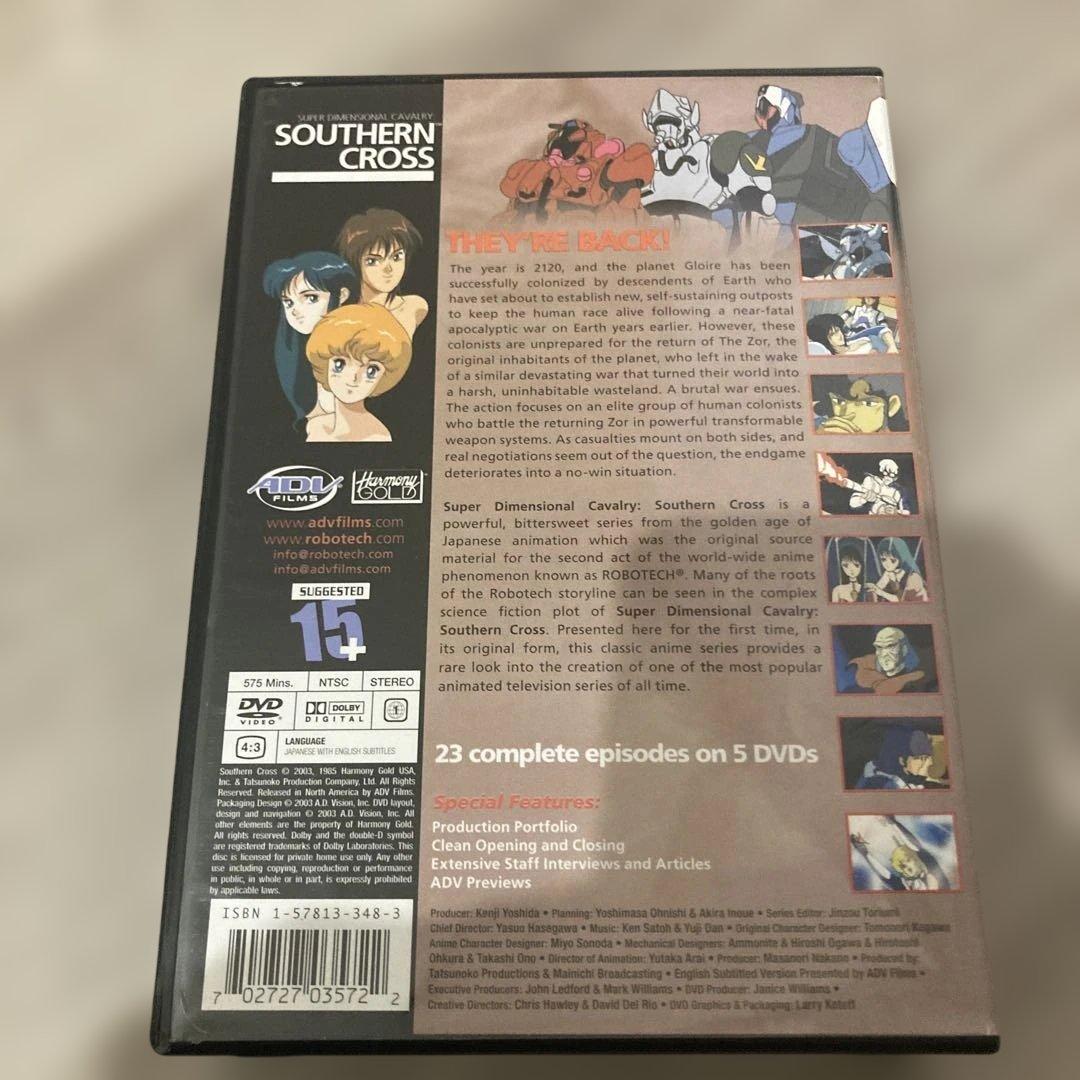 SUPER DIMENSIONAL CAVALRY
SOUTHERN™
CROSS
ADV
FILMS
Harmony
GOLD
www.advfilms.com
www.robotech.com
info@robotech.com
info@advfilms.com
SUGGESTED
15+
575 Mins.
NTSC
STEREO
DVD
VIDEO
DOLBY
DIGITAL
1
4:3
LANGUAGE
JAPANESE WITH ENGLISH SUBTITLES
Southern Cross © 2003, 1985 Harmony Gold USA,
Inc. & Tatsunoko Production Company, Ltd. All Rights
Reserved. Released in North America by ADV Films.
Packaging Design © 2003 A.D. Vision, Inc. DVD layout,
design and navigation © 2003 A.D. Vision, Inc. All
other elements are the property of Harmony Gold.
All rights reserved. Dolby and the double-D symbol
are registered trademarks of Dolby Laboratories. This
disc is licensed for private home use only. Any other
use including copying, reproduction or performance
in public, in whole or in part, is expressly prohibited
by applicable laws.
ISBN 1-57813-348-3
7 02727 03572 2
THEY'RE BACK!
The year is 2120, and the planet Gloire has been
successfully colonized by descendents of Earth who
have set about to establish new, self-sustaining outposts
to keep the human race alive following a near-fatal
apocalyptic war on Earth years earlier. However, these
colonists are unprepared for the return of The Zor, the
original inhabitants of the planet, who left in the wake
of a similar devastating war that turned their world into
a harsh, uninhabitable wasteland. A brutal war ensues.
The action focuses on an elite group of human colonists
who battle the returning Zor in powerful transformable
weapon systems. As casualties mount on both sides, and
real negotiations seem out of the question, the endgame
deteriorates into a no-win situation.
Super Dimensional Cavalry: Southern Cross is a
powerful, bittersweet series from the golden age of
Japanese animation which was the original source
material for the second act of the world-wide anime
phenomenon known as ROBOTECH®. Many of the roots
of the Robotech storyline can be seen in the complex
science fiction plot of Super Dimensional Cavalry:
Southern Cross. Presented here for the first time, in
its original form, this classic anime series provides a
rare look into the creation of one of the most popular
animated television series of all time.
23 complete episodes on 5 DVDs
Special Features:
Production Portfolio
Clean Opening and Closing
Extensive Staff Interviews and Articles
ADV Previews
Producer: Kenji Yoshida • Planning: Yoshimasa Ohnishi & Akira Inoue • Series Editor: Jinzou Toriumi
Chief Director: Yasuo Hasegawa • Music: Ken Satoh & Yuji Dan • Original Character Designer: Tomonori Kogawa
Anime Character Designer: Miyo Sonoda • Mechanical Designers: Ammonite & Hiroshi Ogawa & Hirotoshi
Ohkura & Takashi Ono • Director of Animation: Yutaka Arai • Producer: Masanori Nakano • Produced by:
Tatsunoko Productions & Mainichi Broadcasting • English Subtitled Version Presented by ADV Films •
Executive Producers: John Ledford & Mark Williams • DVD Producer: Janice Williams •
Creative Directors: Chris Hawley & David Del Rio • DVD Graphics & Packaging: Larry Koteff